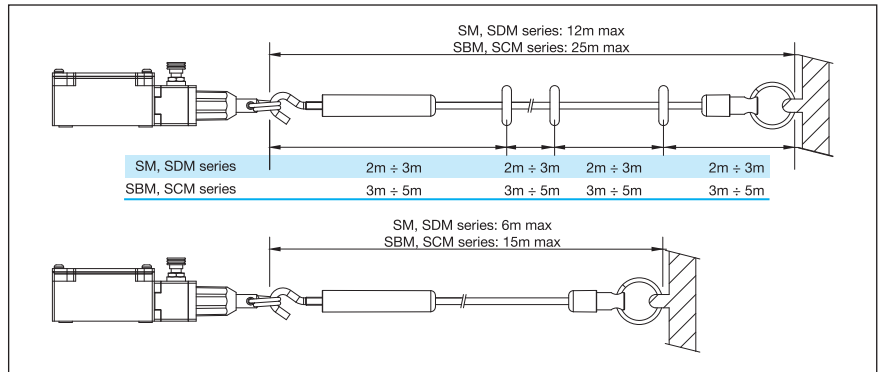 SM, SDM series: 12m max
SBM, SCM series: 25m max
SM, SDM series 2m ÷ 3m 2m ÷ 3m 2m ÷ 3m 2m ÷ 3m
SBM, SCM series 3m ÷ 5m 3m ÷ 5m 3m ÷ 5m 3m ÷ 5m
SM, SDM series: 6m max
SBM, SCM series: 15m max